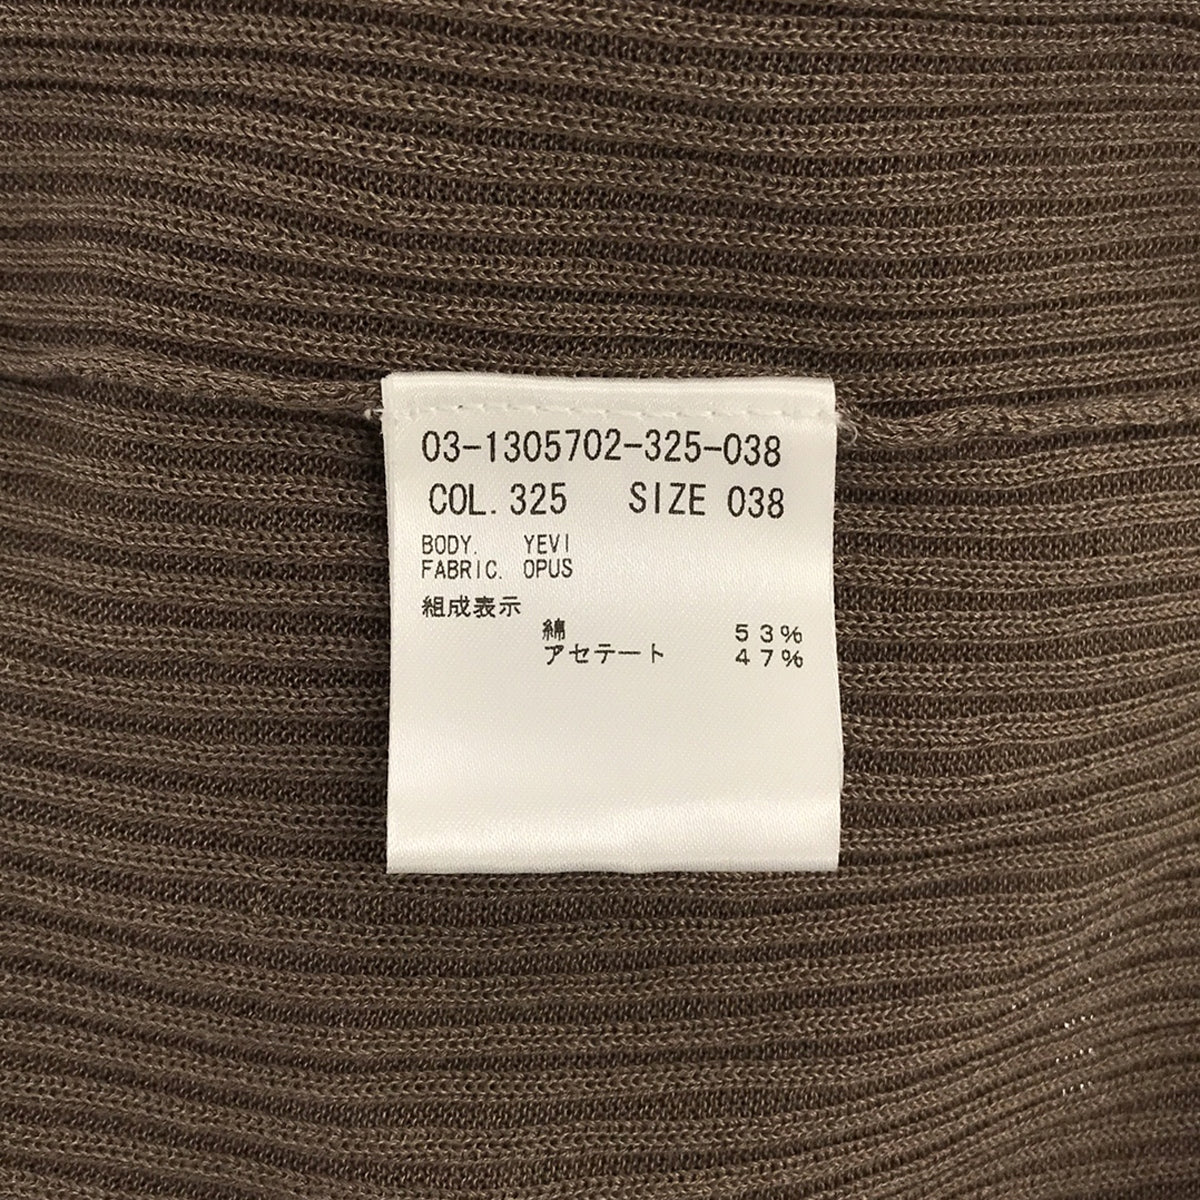 03-1305702-325-038
COL. 325 SIZE 038
BODY. YEVI
FABRIC. OPUS
組成表示
綿 53%
アセテート 47%